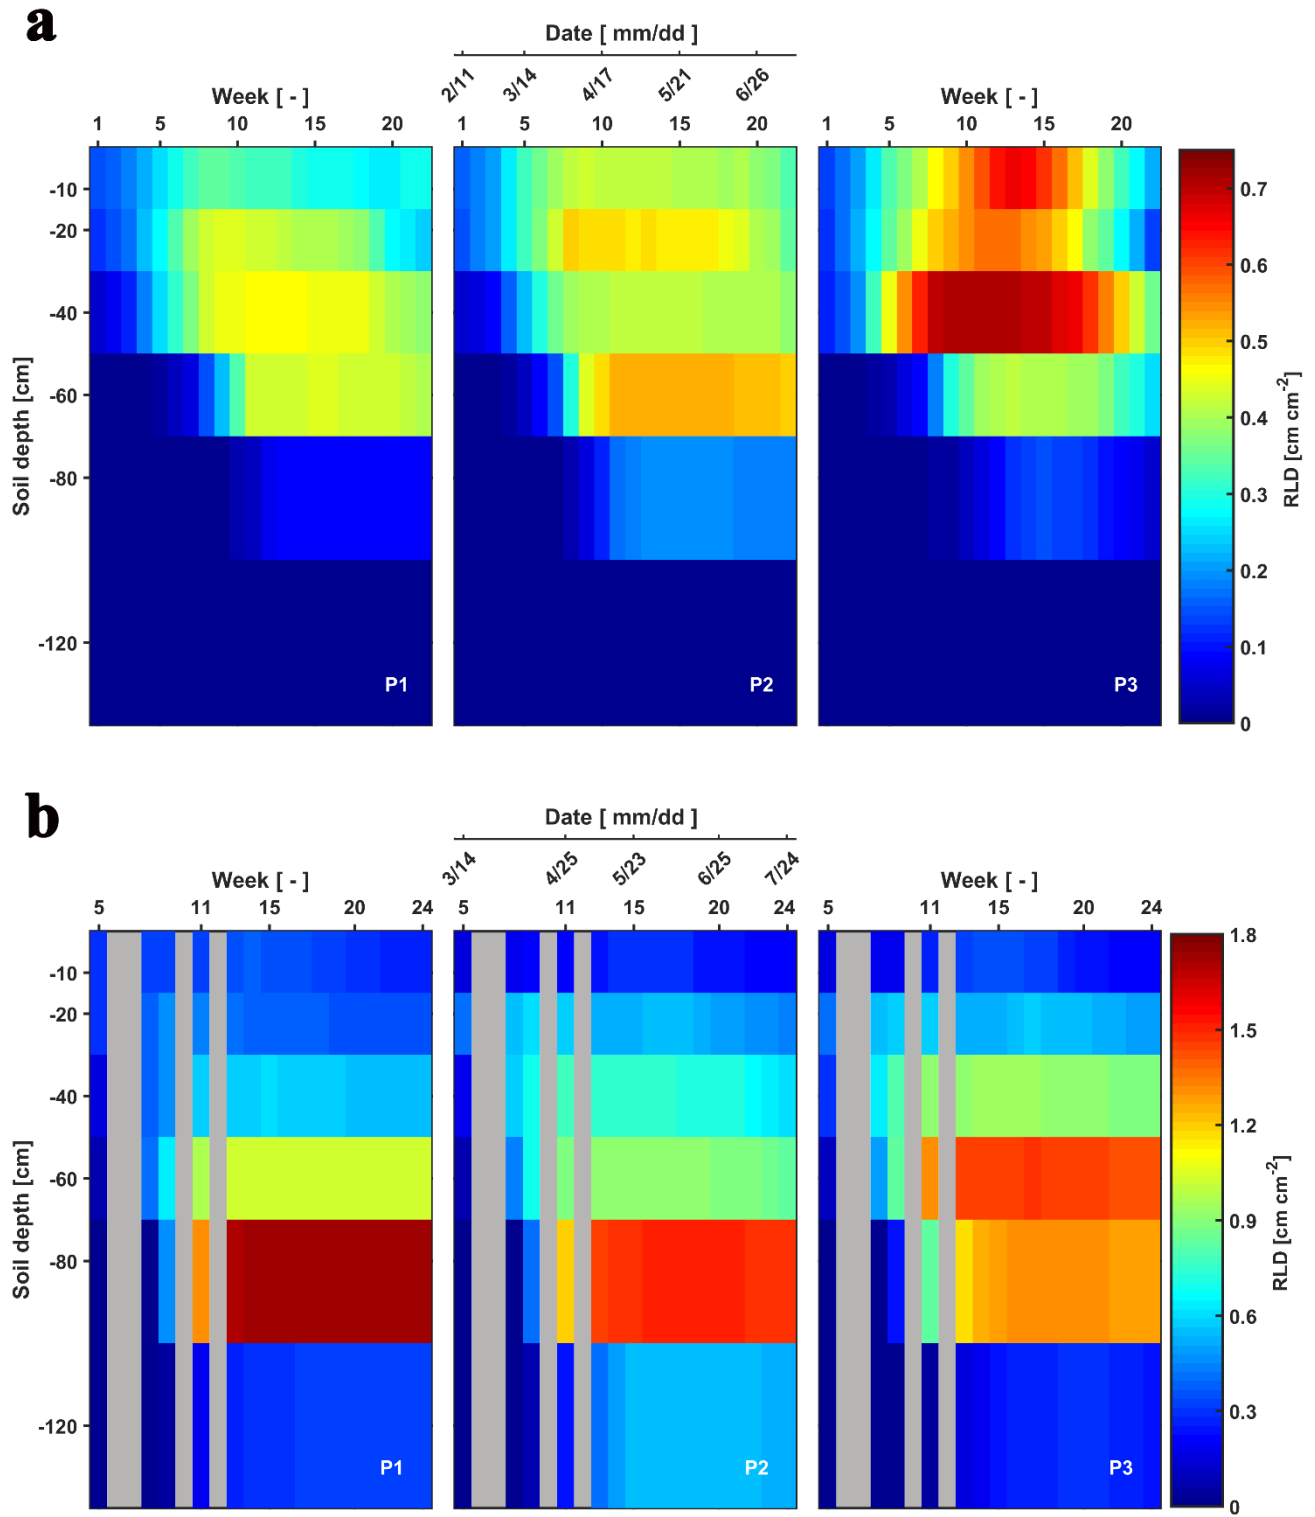 a
Date [ mm/dd ]
2/11 3/14 4/17 5/21 6/26
Week [ - ] Week [ - ]
1 5 10 15 20 1 5 10 15 20 1 5 10 15 20
-10
-20
-40
-60
-80
-120
Soil depth [cm]
P1 P2 P3
0.7
0.6
0.5
0.4
0.3
0.2
0.1
0
RLD [cm cm-2]
b
Date [ mm/dd ]
3/14 4/25 5/23 6/25 7/24
Week [ - ] Week [ - ]
5 11 15 20 24 5 11 15 20 24 5 11 15 20 24
-10
-20
-40
-60
-80
-120
Soil depth [cm]
P1 P2 P3
1.8
1.5
1.2
0.9
0.6
0.3
0
RLD [cm cm-2]